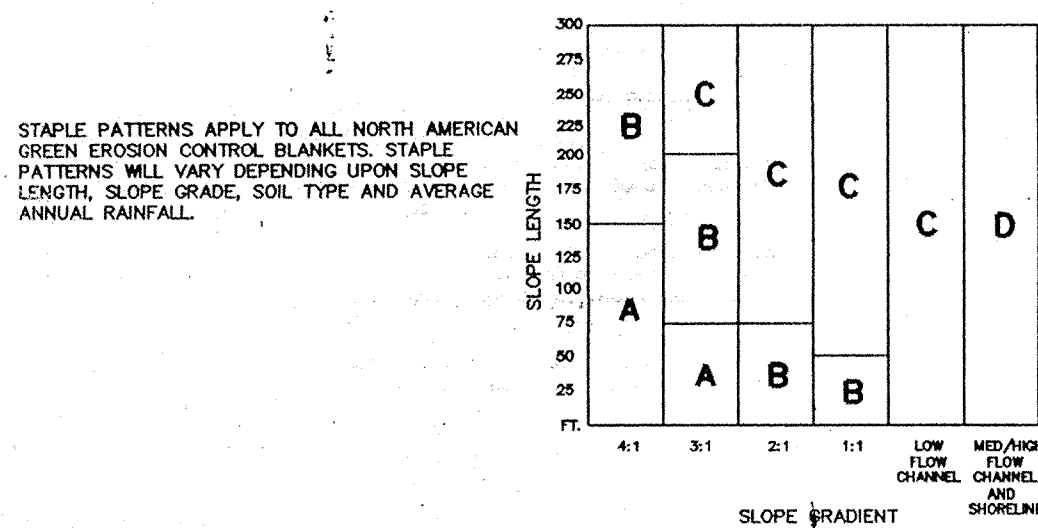 STAPLE PATTERNS APPLY TO ALL NORTH AMERICAN
GREEN EROSION CONTROL BLANKETS. STAPLE
PATTERNS WILL VARY DEPENDING UPON SLOPE
LENGTH, SLOPE GRADE, SOIL TYPE AND AVERAGE
ANNUAL RAINFALL.
SLOPE LENGTH
300
275
250
225
200
175
150
125
100
75
50
25
FT.
B
A
C
B
A
C
B
C
B
C
D
4:1
3:1
2:1
1:1
LOW
FLOW
CHANNEL
MED/HIGH
FLOW
CHANNEL
AND
SHORELINE
SLOPE GRADIENT